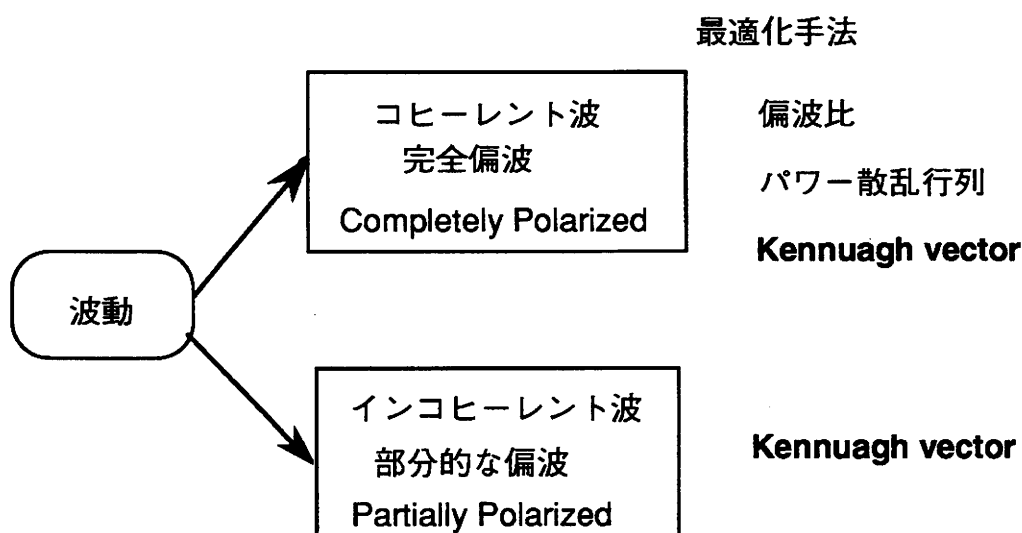 最適化手法
コヒーレント波
完全偏波
Completely Polarized
偏波比
パワー散乱行列
Kennuagh vector
波動
インコヒーレント波
部分的な偏波
Partially Polarized
Kennuagh vector